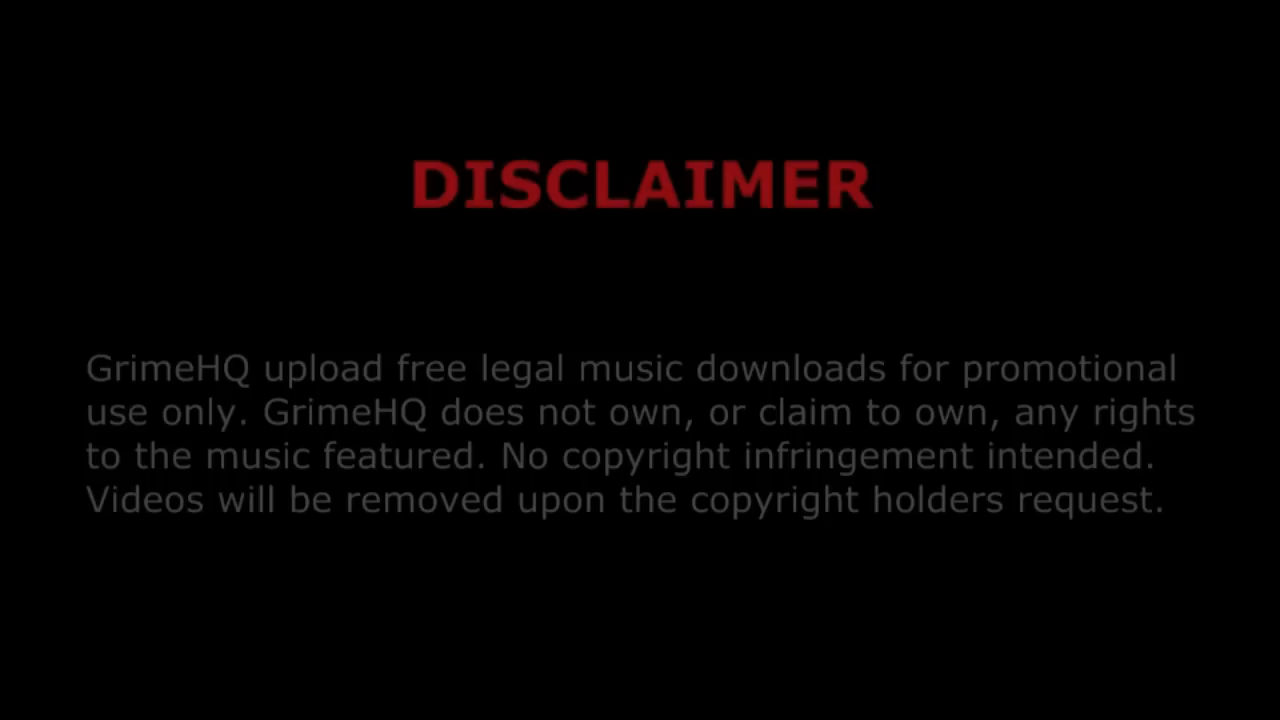 DISCLAIMER
GrimeHQ upload free legal music downloads for promotional
use only. GrimeHQ does not own, or claim to own, any rights
to the music featured. No copyright infringement intended.
Videos will be removed upon the copyright holders request.